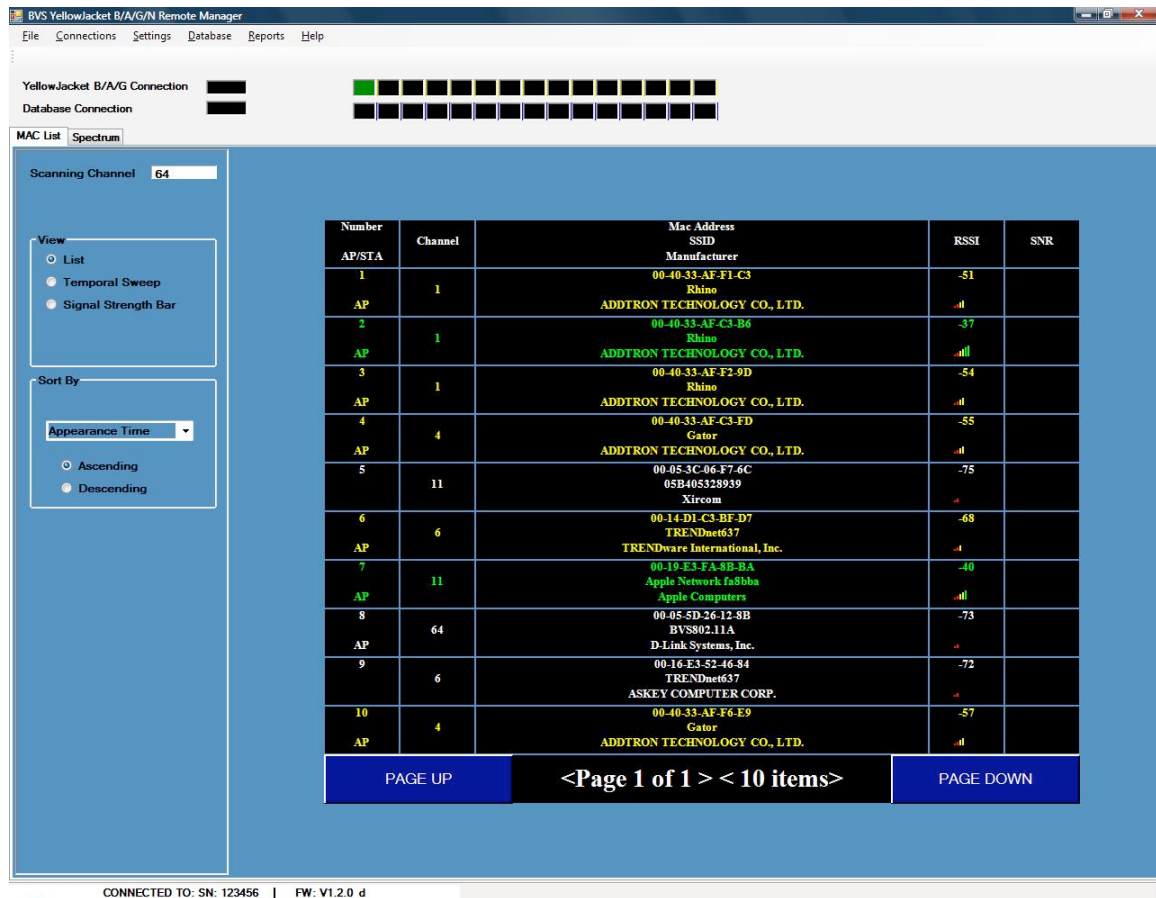 BVS YellowJacket B/A/G/N Remote Manager
File Connections Settings Database Reports Help
YellowJacket B/A/G Connection
Database Connection
MAC List Spectrum
Scanning Channel 64
View
List
Temporal Sweep
Signal Strength Bar
Sort By
Appearance Time
Ascending
Descending
Number
AP/STA
Channel
Mac Address
SSID
Manufacturer
RSSI
SNR
1
AP
1
00-40-33-AF-F1-C3
Rhino
ADDTRON TECHNOLOGY CO., LTD.
-51
2
AP
1
00-40-33-AF-C3-B6
Rhino
ADDTRON TECHNOLOGY CO., LTD.
-37
3
AP
1
00-40-33-AF-F2-9D
Rhino
ADDTRON TECHNOLOGY CO., LTD.
-54
4
AP
4
00-40-33-AF-C3-FD
Gator
ADDTRON TECHNOLOGY CO., LTD.
-55
5
11
00-05-3C-06-F7-6C
05B405328939
Xircom
-75
6
AP
6
00-14-D1-C3-BF-D7
TRENDnet637
TRENDware International, Inc.
-68
7
AP
11
00-19-E3-FA-8B-BA
Apple Network fa8bba
Apple Computers
-40
8
AP
64
00-05-5D-26-12-8B
BVS802.11A
D-Link Systems, Inc.
-73
9
6
00-16-E3-52-46-84
TRENDnet637
ASKEY COMPUTER CORP.
-72
10
AP
4
00-40-33-AF-F6-E9
Gator
ADDTRON TECHNOLOGY CO., LTD.
-57
PAGE UP
<Page 1 of 1 > < 10 items>
PAGE DOWN
CONNECTED TO: SN: 123456 | FW: V1.2.0 d